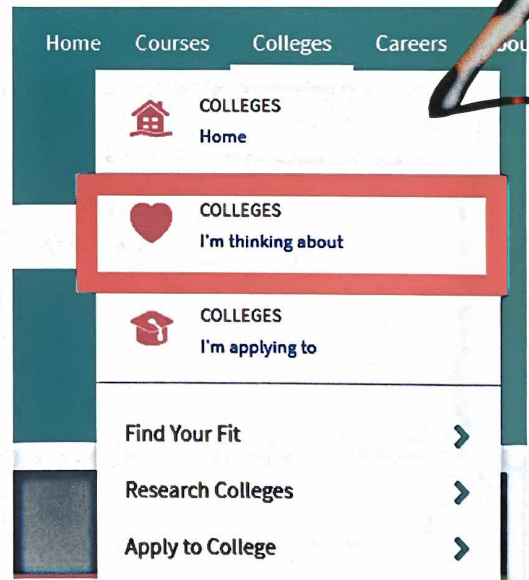 Home Courses Colleges Careers
COLLEGES
Home
COLLEGES
I'm thinking about
COLLEGES
I'm applying to
Find Your Fit
Research Colleges
Apply to College